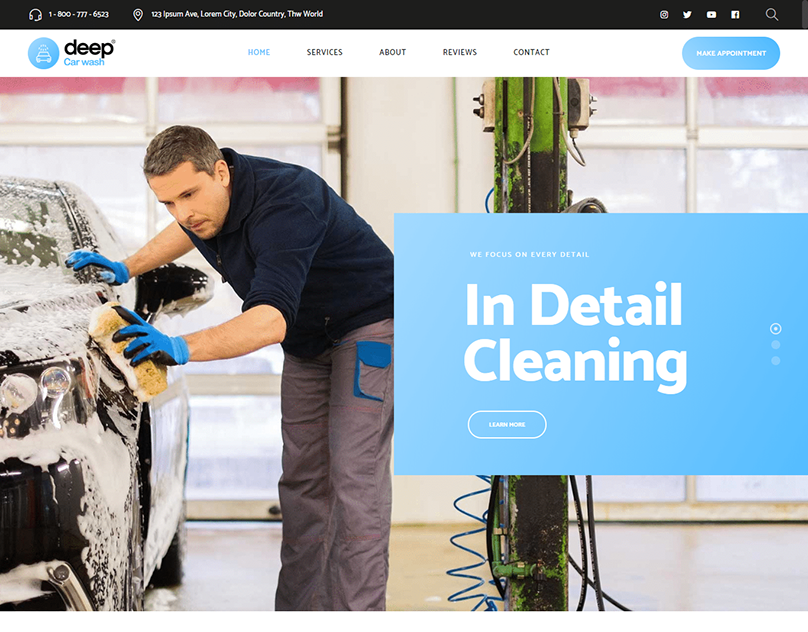 1 - 800 - 777 - 6523
123 Ipsum Ave, Lorem City, Dolor Country, Thw World
deep®
Car wash
HOME
SERVICES
ABOUT
REVIEWS
CONTACT
MAKE APPOINTMENT
WE FOCUS ON EVERY DETAIL
In Detail
Cleaning
LEARN MORE